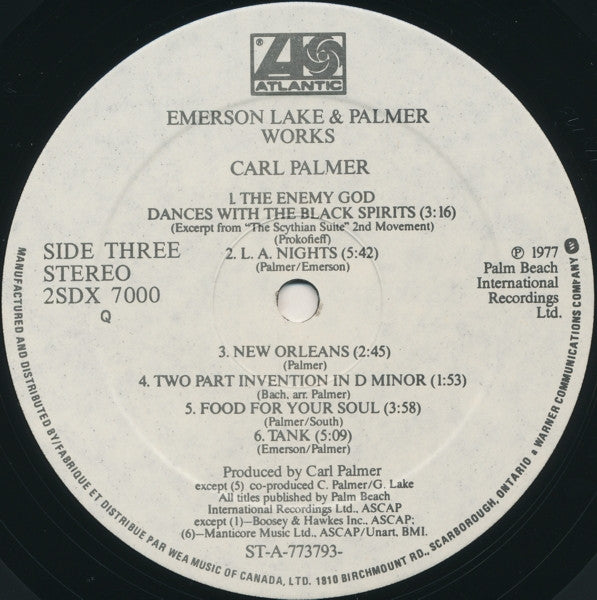 ATLANTIC
EMERSON LAKE & PALMER
WORKS
CARL PALMER
1. THE ENEMY GOD
DANCES WITH THE BLACK SPIRITS (3:16)
(Excerpt from "The Scythian Suite" 2nd Movement)
(Prokofieff)
2. L. A. NIGHTS (5:42)
(Palmer/Emerson)
SIDE THREE
STEREO
2SDX 7000
Q
℗ 1977
Palm Beach
International
Recordings
Ltd.
3. NEW ORLEANS (2:45)
(Palmer)
4. TWO PART INVENTION IN D MINOR (1:53)
(Bach, arr. Palmer)
5. FOOD FOR YOUR SOUL (3:58)
(Palmer/South)
6. TANK (5:09)
(Emerson/Palmer)
Produced by Carl Palmer
except (5) co-produced C. Palmer/G. Lake
All titles published by Palm Beach
International Recordings Ltd., ASCAP
except (1)—Boosey & Hawkes Inc., ASCAP;
(6)—Manticore Music Ltd., ASCAP/Unart, BMI.
ST-A-773793-
MANUFACTURED AND DISTRIBUTED BY/FABRIQUE ET DISTRIBUE PAR WEA MUSIC OF CANADA, LTD. 1810 BIRCHMOUNT RD., SCARBOROUGH, ONTARIO a WARNER COMMUNICATIONS COMPANY